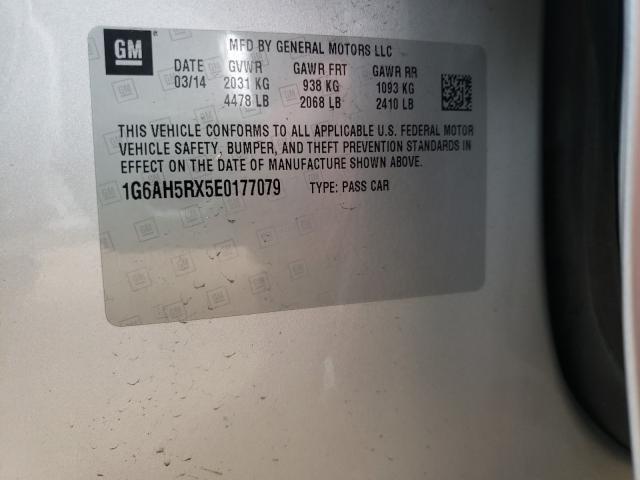 GM
MFD BY GENERAL MOTORS LLC
DATE GVWR GAWR FRT GAWR RR
03/14 2031 KG 938 KG 1093 KG
4478 LB 2068 LB 2410 LB
THIS VEHICLE CONFORMS TO ALL APPLICABLE U.S. FEDERAL MOTOR
VEHICLE SAFETY, BUMPER, AND THEFT PREVENTION STANDARDS IN
EFFECT ON THE DATE OF MANUFACTURE SHOWN ABOVE.
1G6AH5RX5E0177079 TYPE: PASS CAR